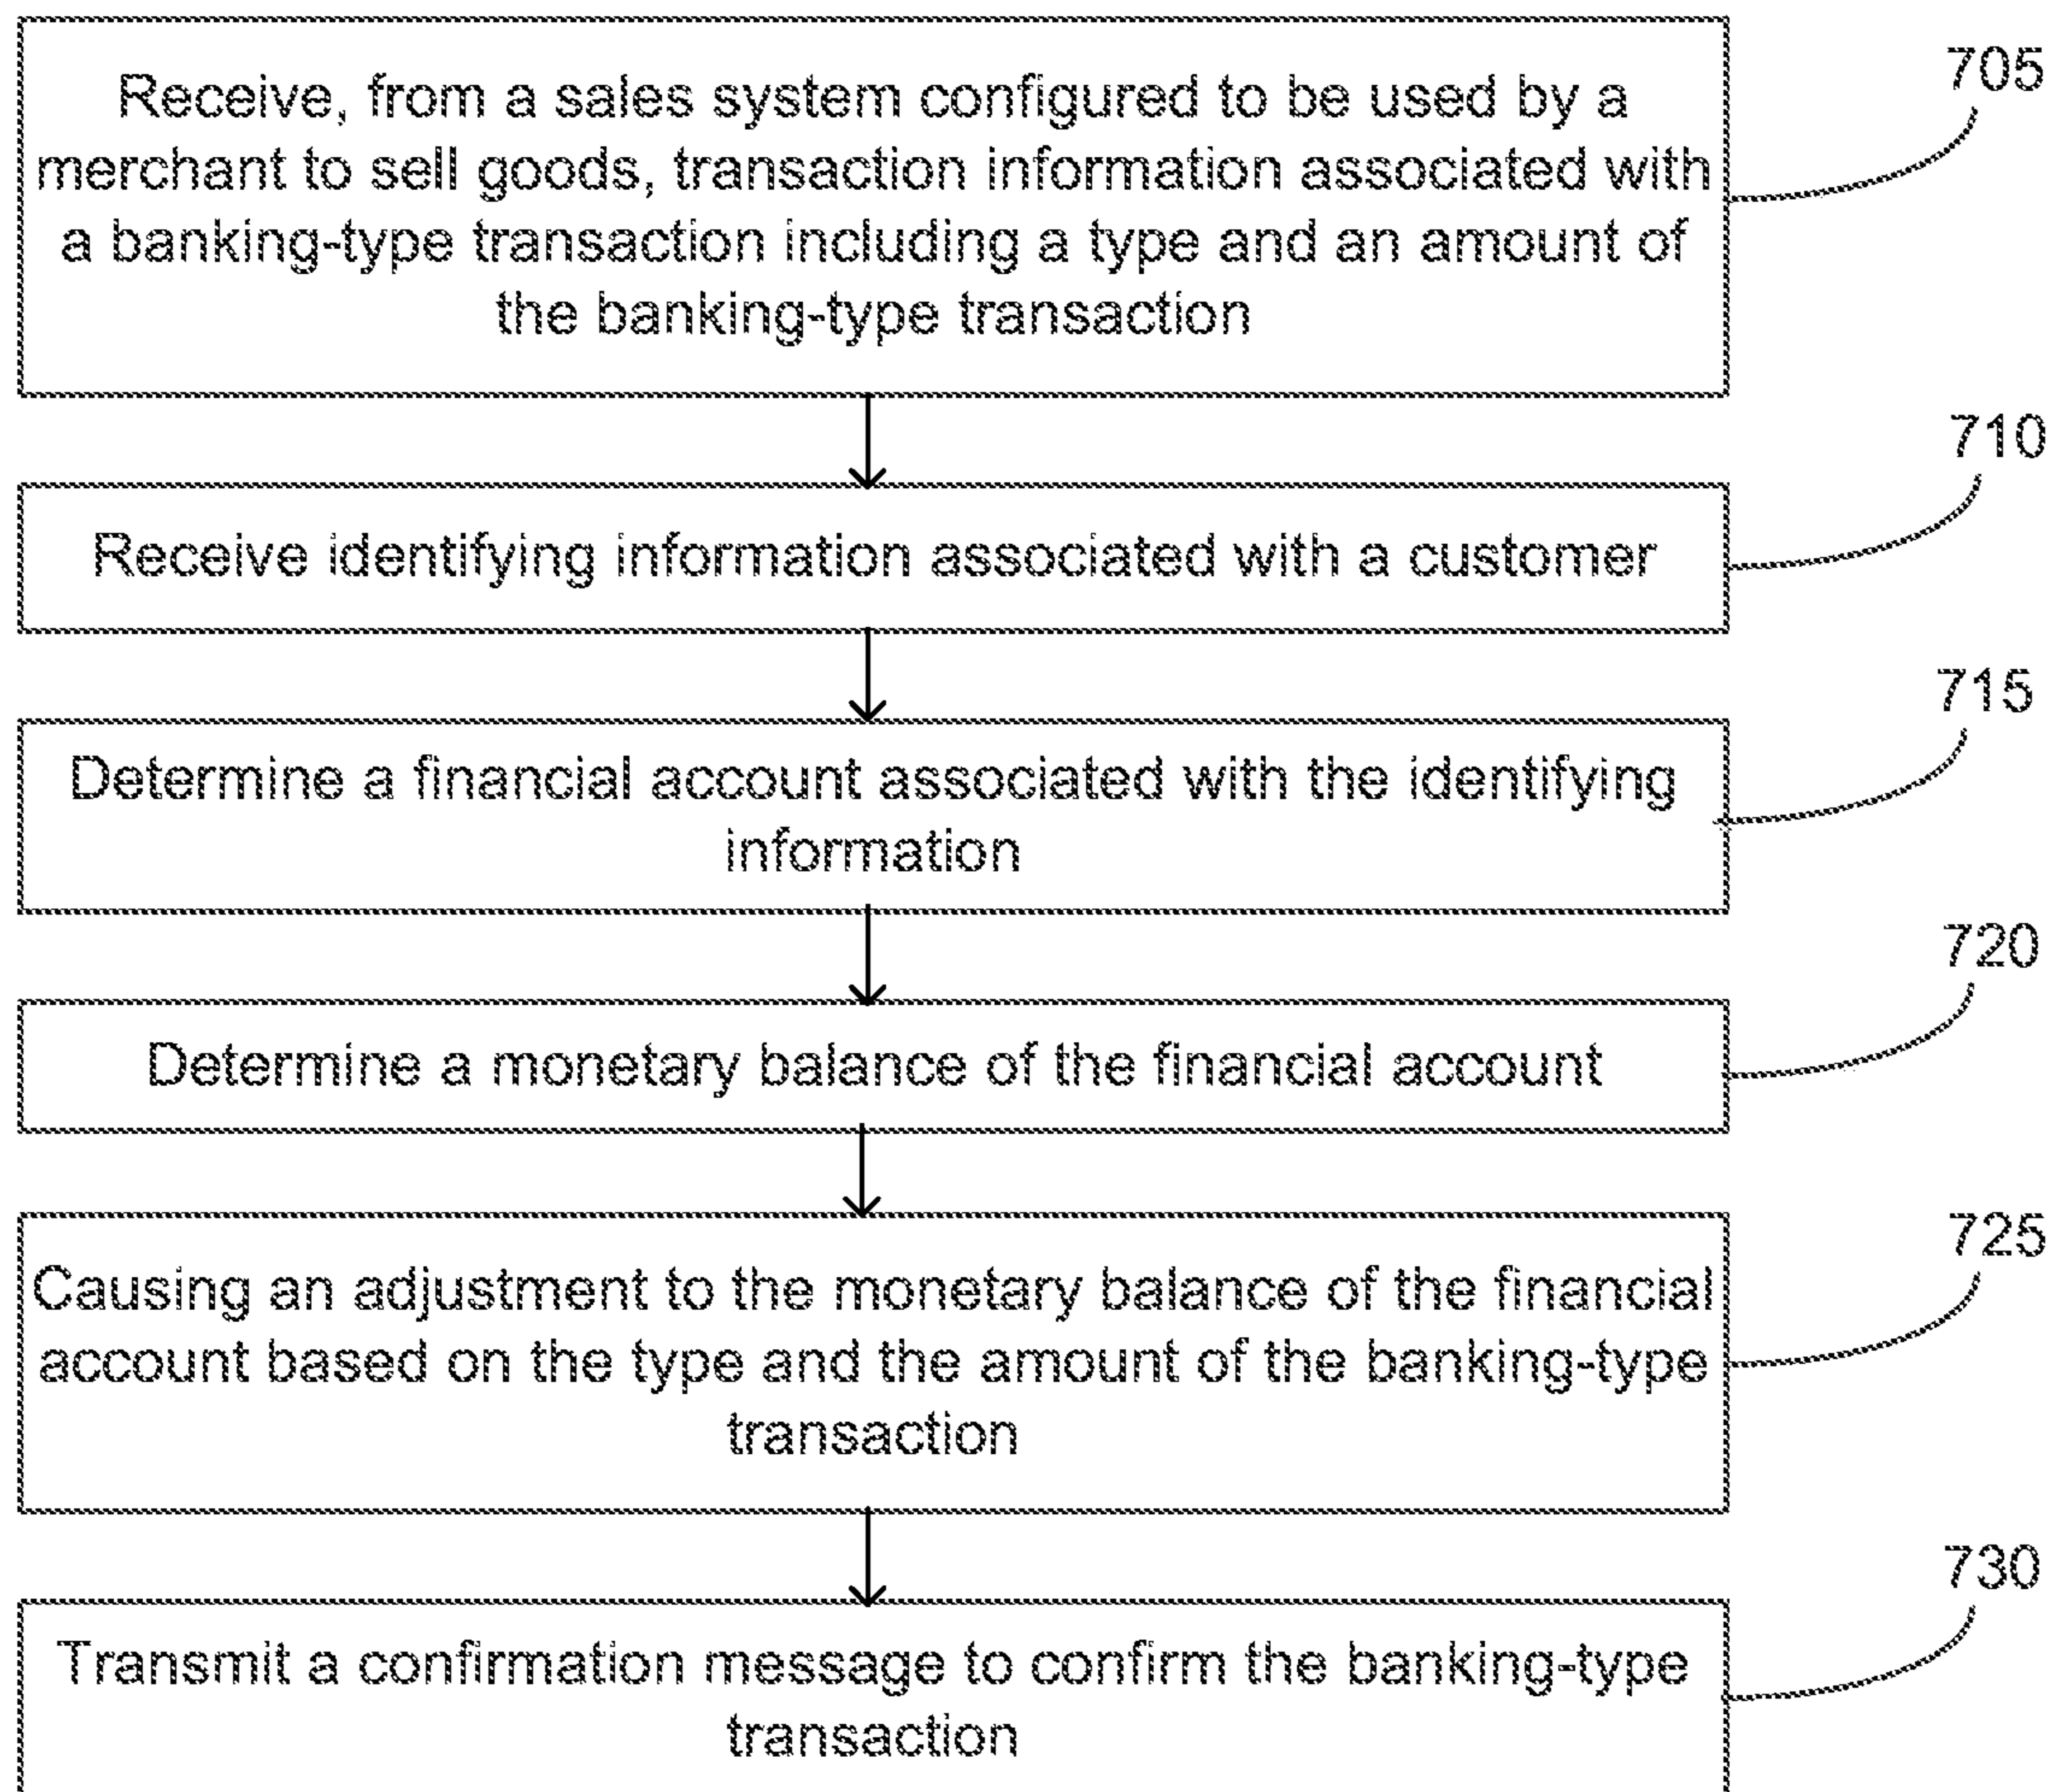 Receive, from a sales system configured to be used by a
merchant to sell goods, transaction information associated with
a banking-type transaction including a type and an amount of
the banking-type transaction
705
Receive identifying information associated with a customer
710
Determine a financial account associated with the identifying
information
715
Determine a monetary balance of the financial account
720
Causing an adjustment to the monetary balance of the financial
account based on the type and the amount of the banking-type
transaction
725
Transmit a confirmation message to confirm the banking-type
transaction
730